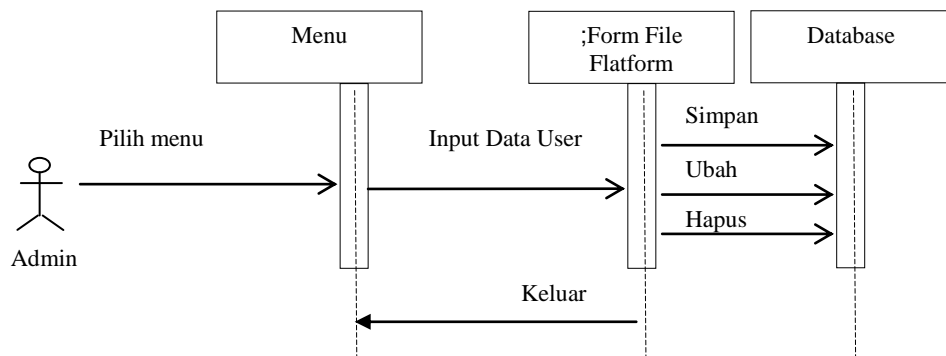 Menu
;Form File
Flatform
Database
Pilih menu
Input Data User
Simpan
Ubah
Hapus
Admin
Keluar